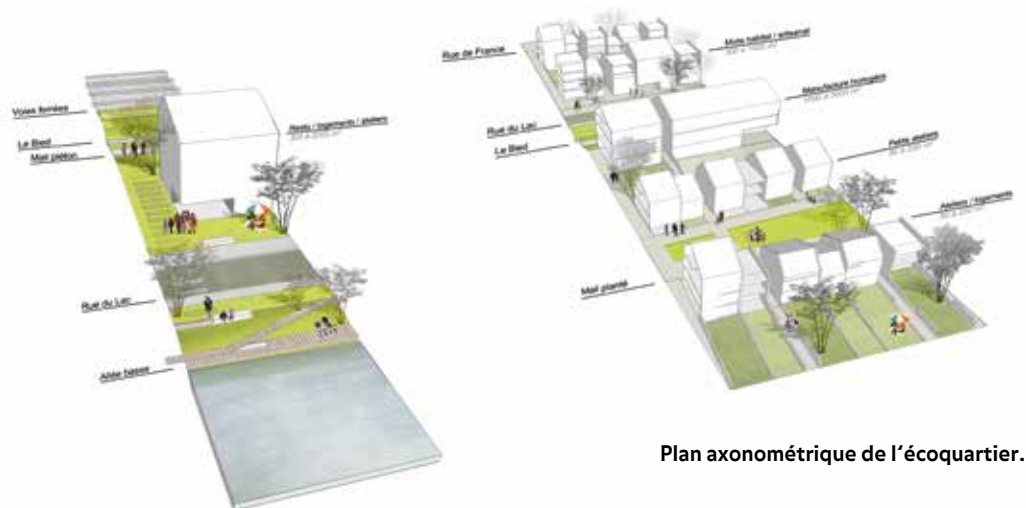 Voies ferrées
Le Bied
Mail piéton
Resto / logements / ateliers
Rue du Lac
Allée basse
Rue de France
Mixte habitat / artisanat
Manufacture horlogère
Rue du Lac
Le Bied
Petits ateliers
Ateliers / logements
Mail planté
Plan axonométrique de l'écoquartier.